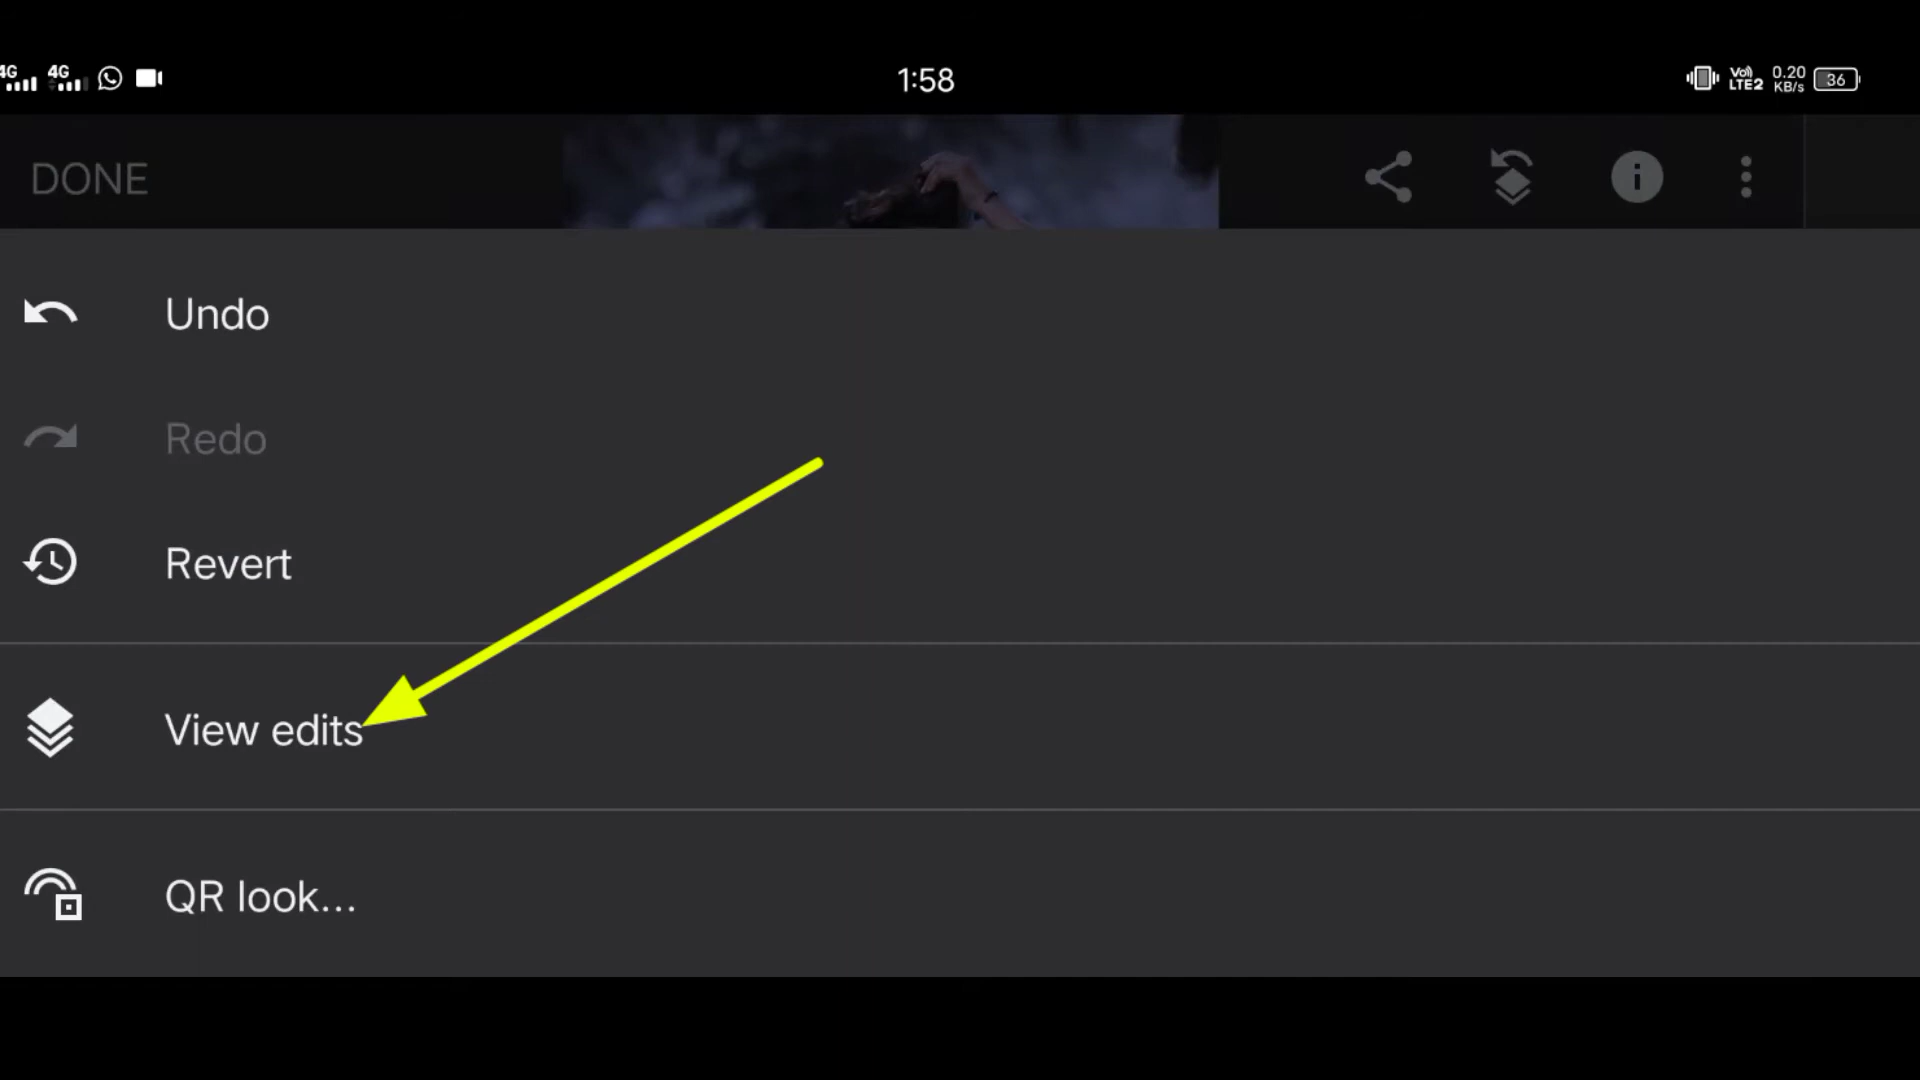 4G 4G 1:58 Vo) LTE2 0.20 KB/s 36
DONE
Undo
Redo
Revert
View edits
QR look...